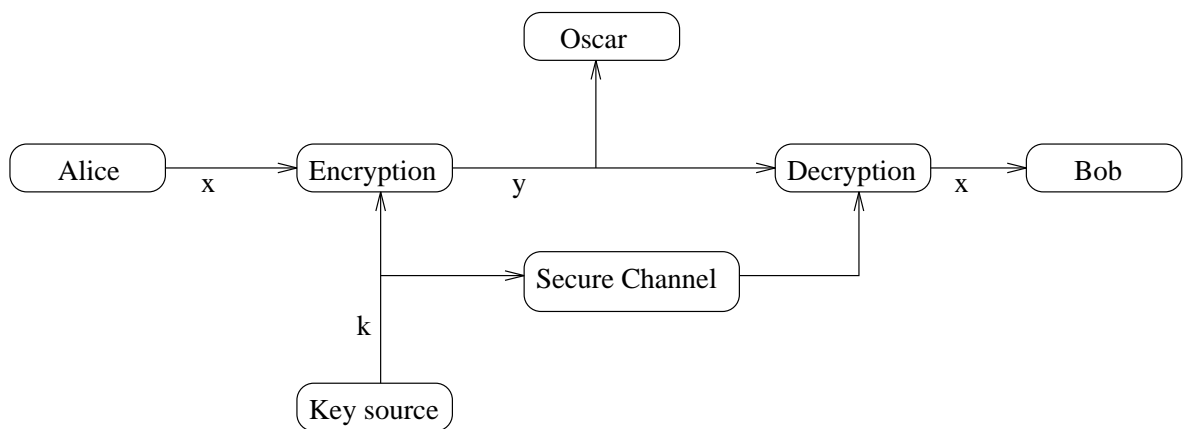 Oscar
Alice
Encryption
Decryption
Bob
x
y
x
Secure Channel
k
Key source